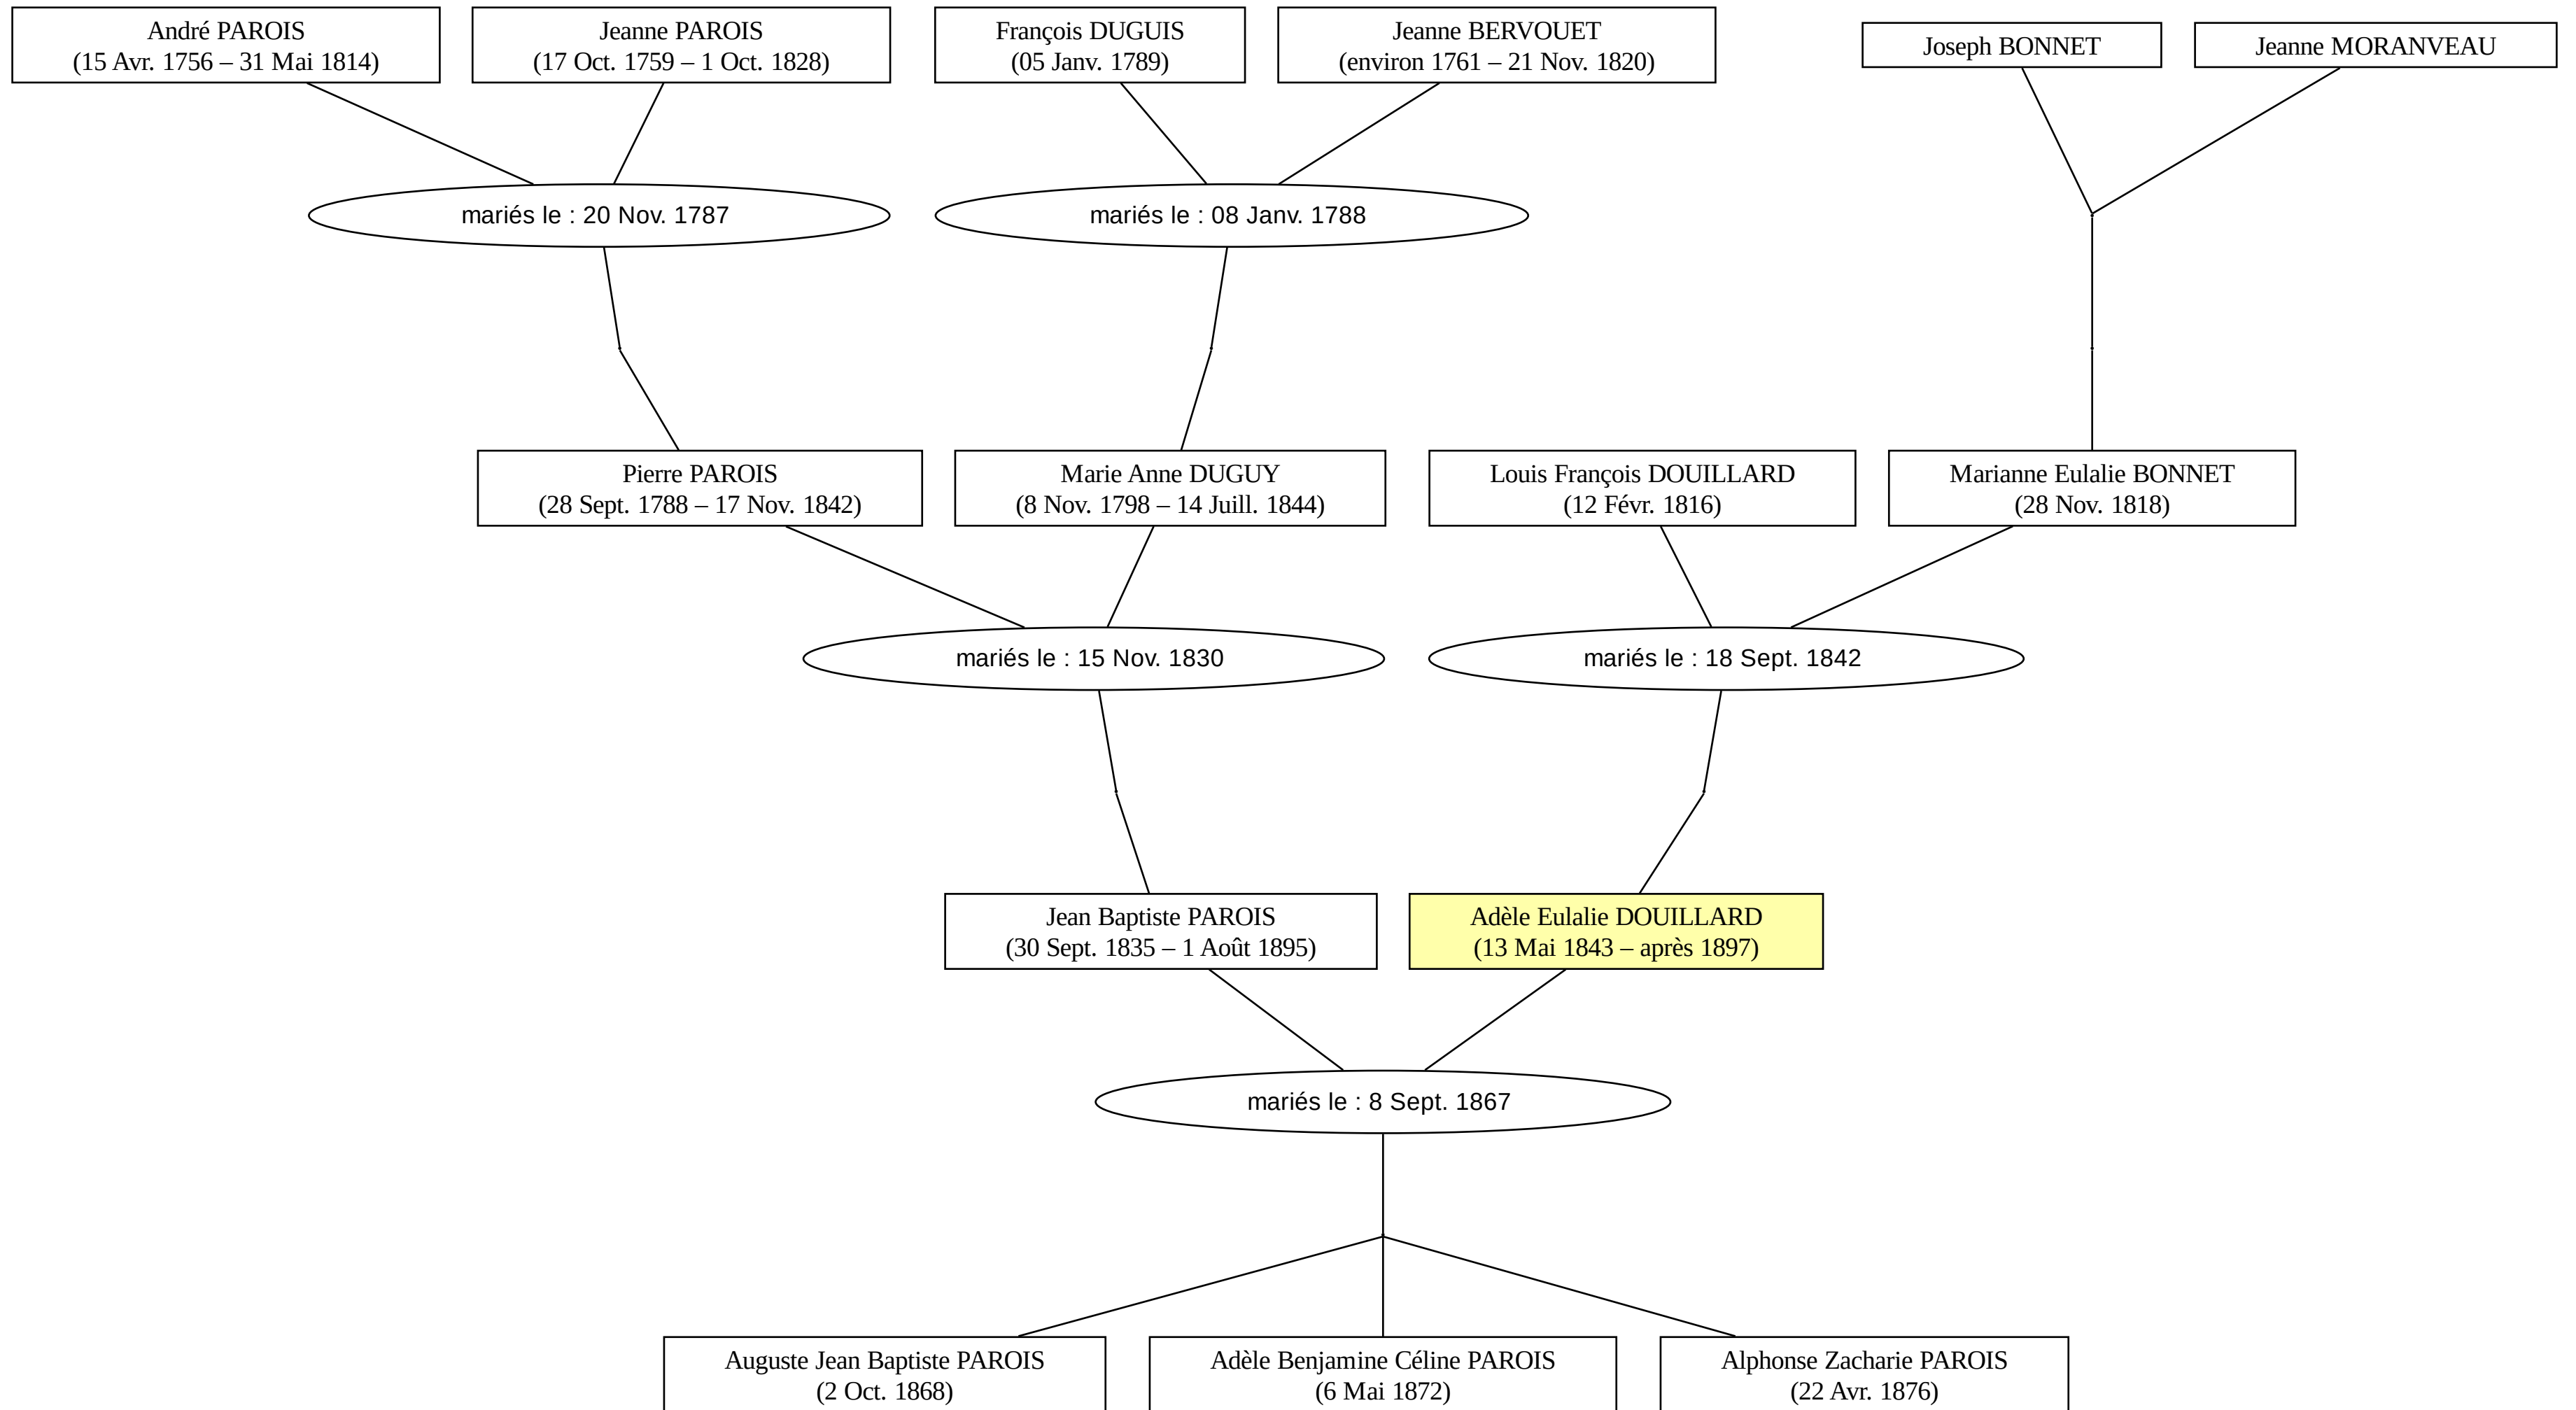 André PAROIS
(15 Avr. 1756 – 31 Mai 1814)
Jeanne PAROIS
(17 Oct. 1759 – 1 Oct. 1828)
François DUGUIS
(05 Janv. 1789)
Jeanne BERVOUET
(environ 1761 – 21 Nov. 1820)
Joseph BONNET
Jeanne MORANVEAU
mariés le : 20 Nov. 1787
mariés le : 08 Janv. 1788
Pierre PAROIS
(28 Sept. 1788 – 17 Nov. 1842)
Marie Anne DUGUY
(8 Nov. 1798 – 14 Juill. 1844)
Louis François DOUILLARD
(12 Févr. 1816)
Marianne Eulalie BONNET
(28 Nov. 1818)
mariés le : 15 Nov. 1830
mariés le : 18 Sept. 1842
Jean Baptiste PAROIS
(30 Sept. 1835 – 1 Août 1895)
Adèle Eulalie DOUILLARD
(13 Mai 1843 – après 1897)
mariés le : 8 Sept. 1867
Auguste Jean Baptiste PAROIS
(2 Oct. 1868)
Adèle Benjamine Céline PAROIS
(6 Mai 1872)
Alphonse Zacharie PAROIS
(22 Avr. 1876)